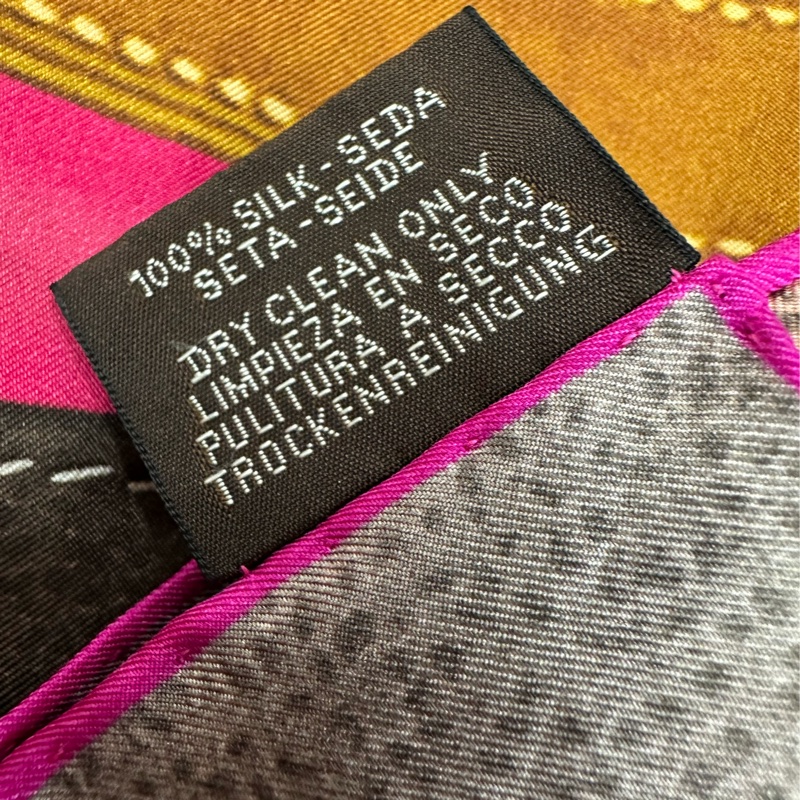 100% SILK-SEDA
SETA-SEIDE
DRY CLEAN ONLY
LIMPIEZA EN SECO
PULITURA A SECCO
TROCKENREINIGUNG